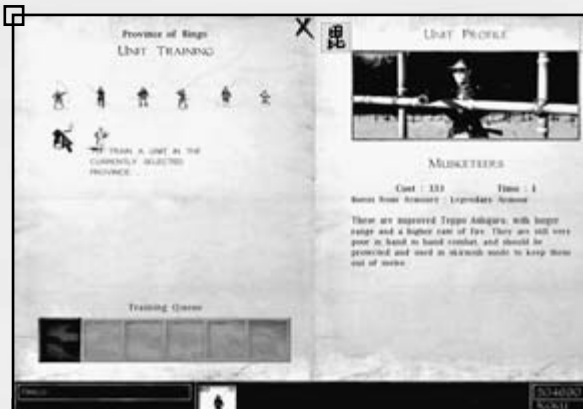 Province of Bingo
UNIT TRAINING
TRAIN A UNIT IN THE
CURRENTLY SELECTED
PROVINCE...
Training Queue
UNIT PROFILE
MUSKETEERS
Cost : 333 Time : 1
Bonus from Armoury : Legendary Armour
These are improved Teppo Ashigaru, with longer
range and a higher rate of fire. They are still very
poor in hand to hand combat, and should be
protected and used in skirmish mode to keep them
out of melee